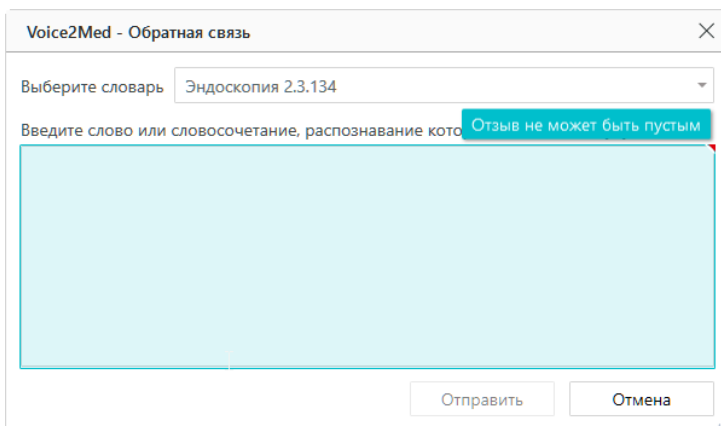 Voice2Med - Обратная связь
Выберите словарь Эндоскопия 2.3.134
Введите слово или словосочетание, распознавание
Отзыв не может быть пустым
Отправить Отмена